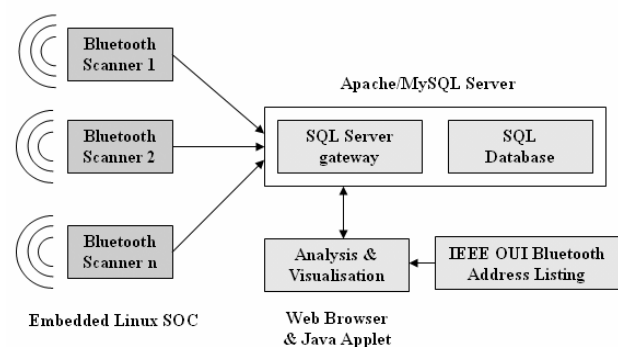 Bluetooth
Scanner 1
Apache/MySQL Server
Bluetooth
Scanner 2
SQL Server
gateway
SQL
Database
Bluetooth
Scanner n
Analysis &
Visualisation
IEEE OUI Bluetooth
Address Listing
Embedded Linux SOC
Web Browser
& Java Applet